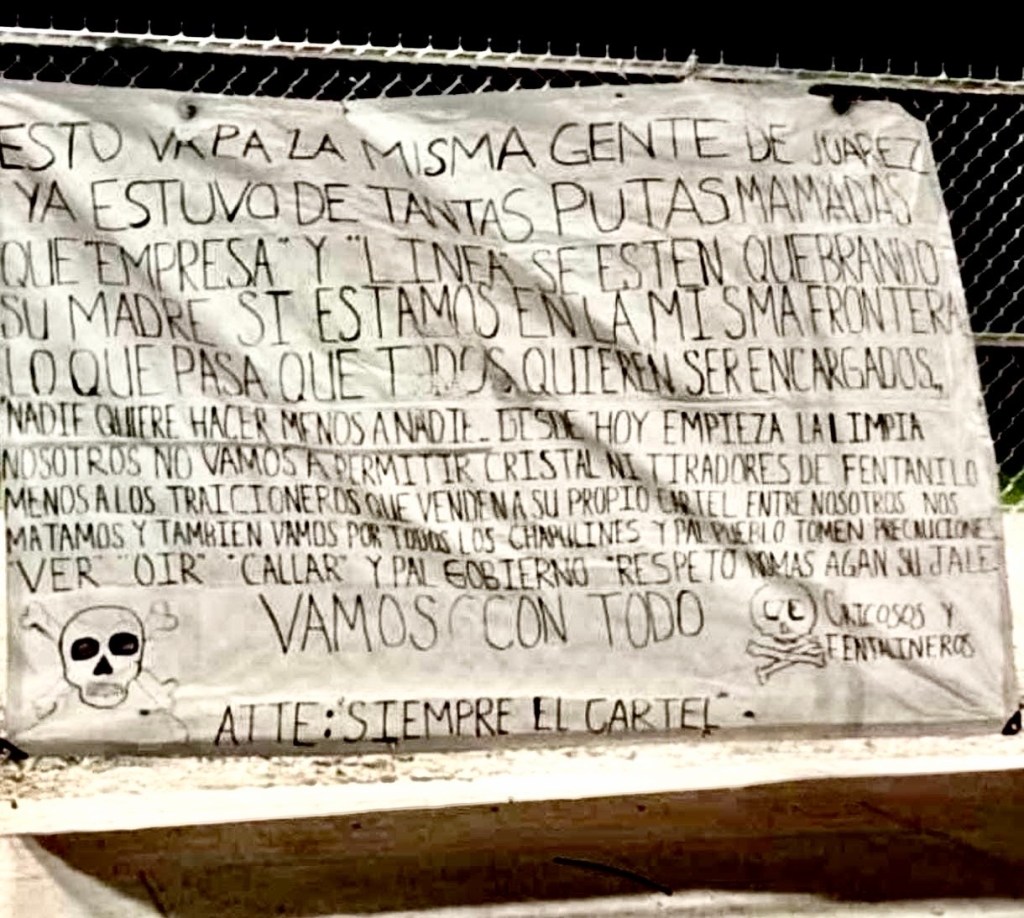 ESTO VA PA LA MISMA GENTE DE JUAREZ
YA ESTUVO DE TANTAS PUTAS MAMADAS
QUE "EMPRESA" Y "LINEA" SE ESTEN QUEBRANDO
SU MADRE SI ESTAMOS EN LA MISMA FRONTERA
LO QUE PASA QUE TODOS QUIEREN SER ENCARGADOS,,
"NADIE QUIERE HACER MENOS A NADIE. DESDE HOY EMPIEZA LA LIMPIA
NOSOTROS NO VAMOS A PERMITIR CRISTAL NI TIRADORES DE FENTANILO
MENOS A LOS TRAICIONEROS QUE VENDEN A SU PROPIO CARTEL ENTRE NOSOTROS NOS
MATAMOS Y TAMBIEN VAMOS POR TODOS LOS CHAPULINES Y PAL PUEBLO TOMEN PRECAUCIONE
"VER" "OIR" "CALLAR" Y PAL GOBIERNO "RESPETO NOMAS AGAN SU JALE
VAMOS CON TODO
CRICOSOS Y
FENTALINEROS
ATTE: "SIEMPRE EL CARTEL".